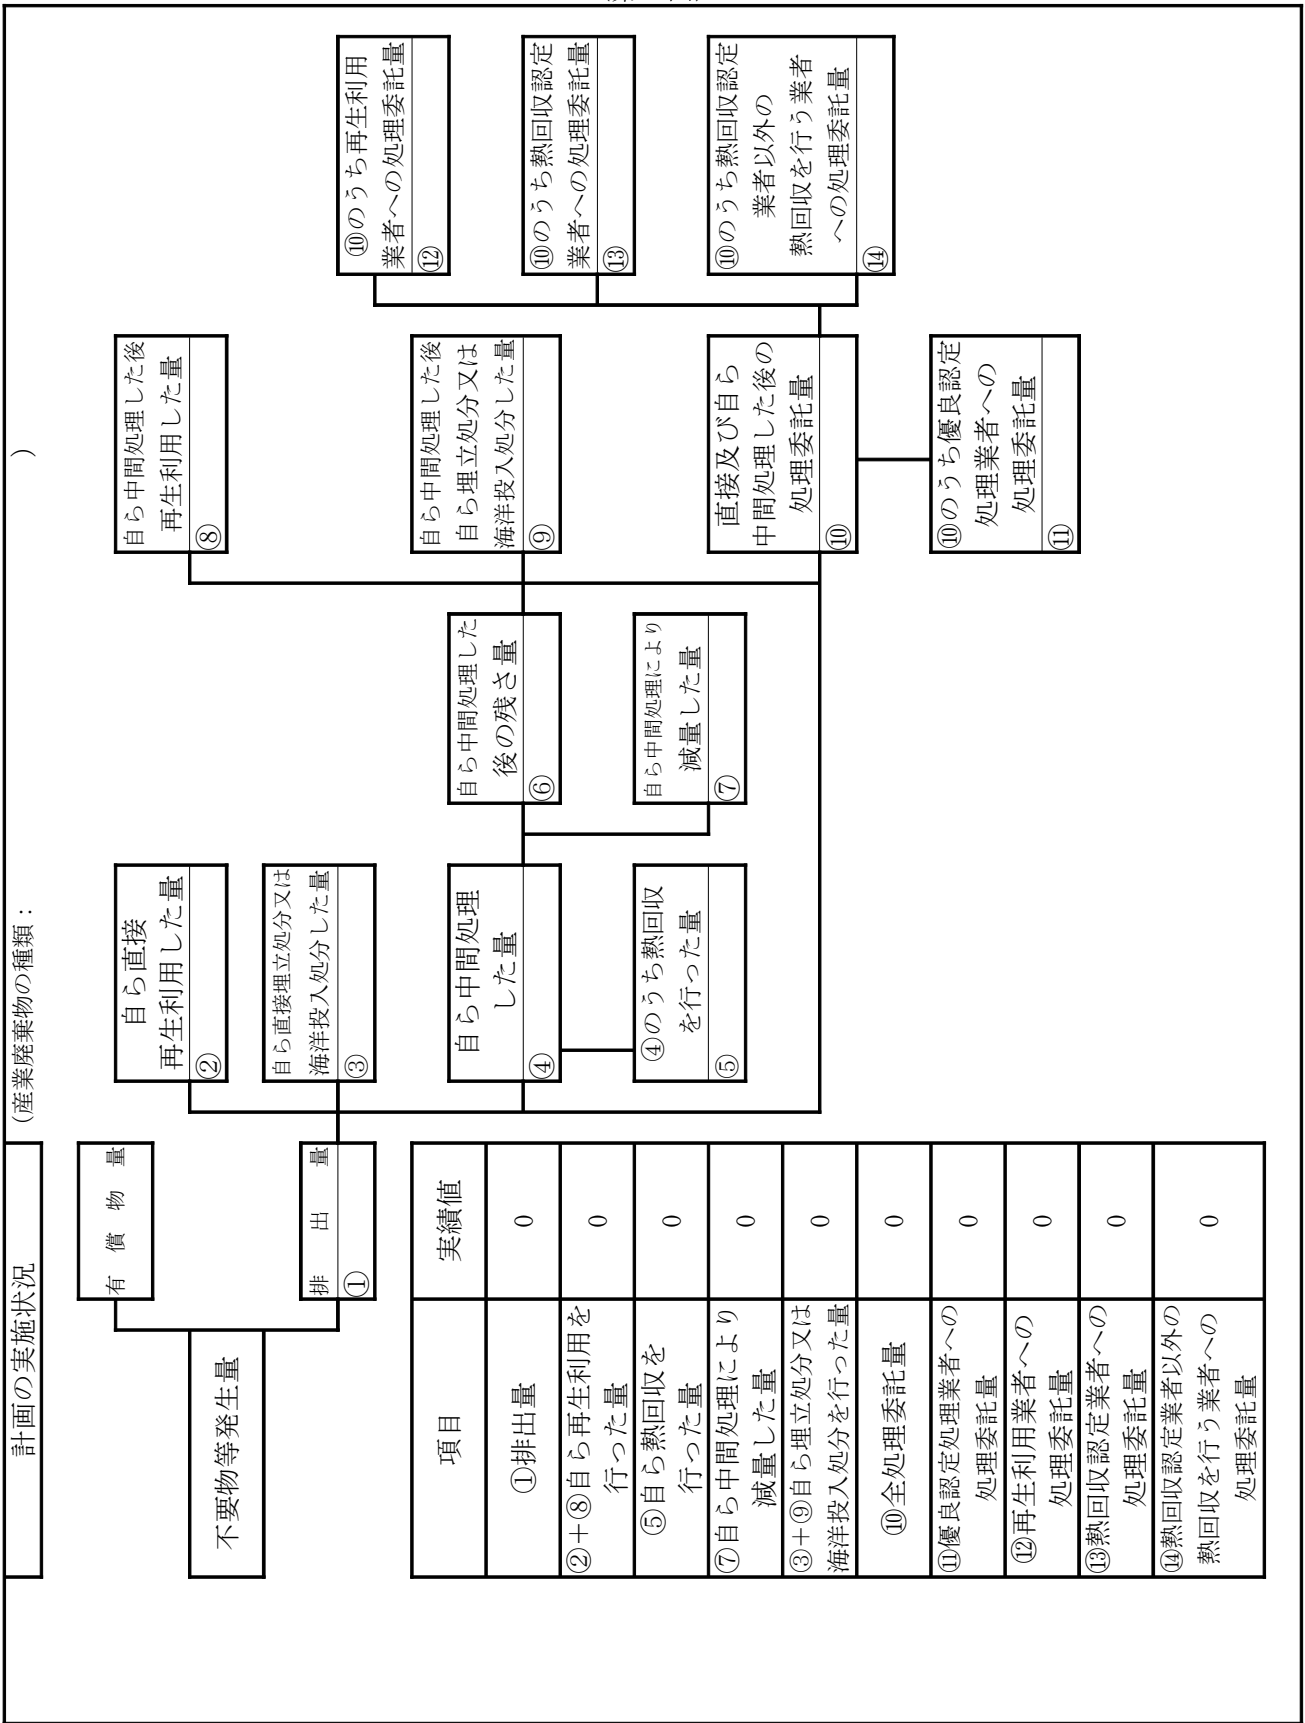 計画の実施状況
(産業廃棄物の種類：
)
不要物等発生量
有償物量
排出量
①
自ら直接
再生利用した量
②
自ら直接埋立処分又は
海洋投入処分した量
③
自ら中間処理
した量
④
④のうち熱回収
を行った量
⑤
自ら中間処理した
後の残さ量
⑥
自ら中間処理により
減量した量
⑦
自ら中間処理した後
再生利用した量
⑧
自ら中間処理した後
自ら埋立処分又は
海洋投入処分した量
⑨
直接及び自ら
中間処理した後の
処理委託量
⑩
⑩のうち優良認定
処理業者への
処理委託量
⑪
⑩のうち再生利用
業者への処理委託量
⑫
⑩のうち熱回収認定
業者への処理委託量
⑬
⑩のうち熱回収認定
業者以外の
熱回収を行う業者
への処理委託量
⑭
項目
実績値
①排出量
0
②＋⑧自ら再生利用を
行った量
0
⑤自ら熱回収を
行った量
0
⑦自ら中間処理により
減量した量
0
③＋⑨自ら埋立処分又は
海洋投入処分を行った量
0
⑩全処理委託量
0
⑪優良認定処理業者への
処理委託量
0
⑫再生利用業者への
処理委託量
0
⑬熱回収認定業者への
処理委託量
0
⑭熱回収認定業者以外の
熱回収を行う業者への
処理委託量
0